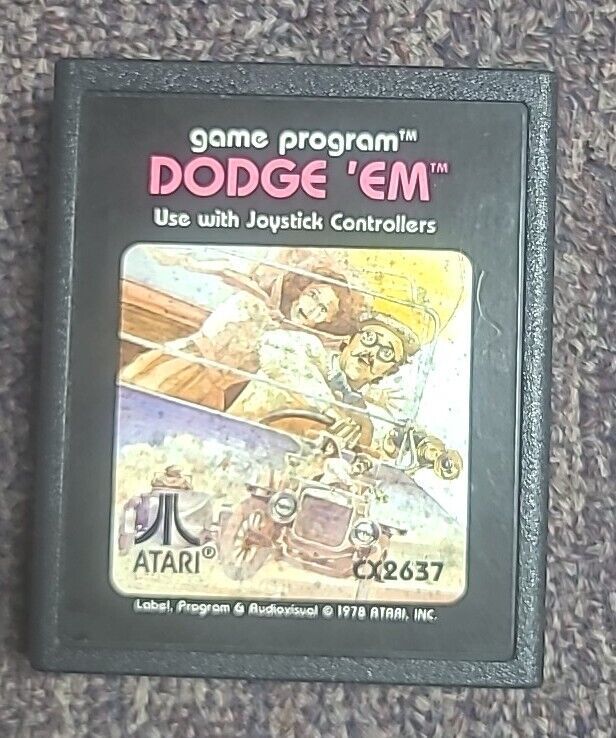 game program™
DODGE 'EM™
Use with Joystick Controllers
ATARI®
CX2637
Label, Program & Audiovisual © 1978 ATARI, INC.